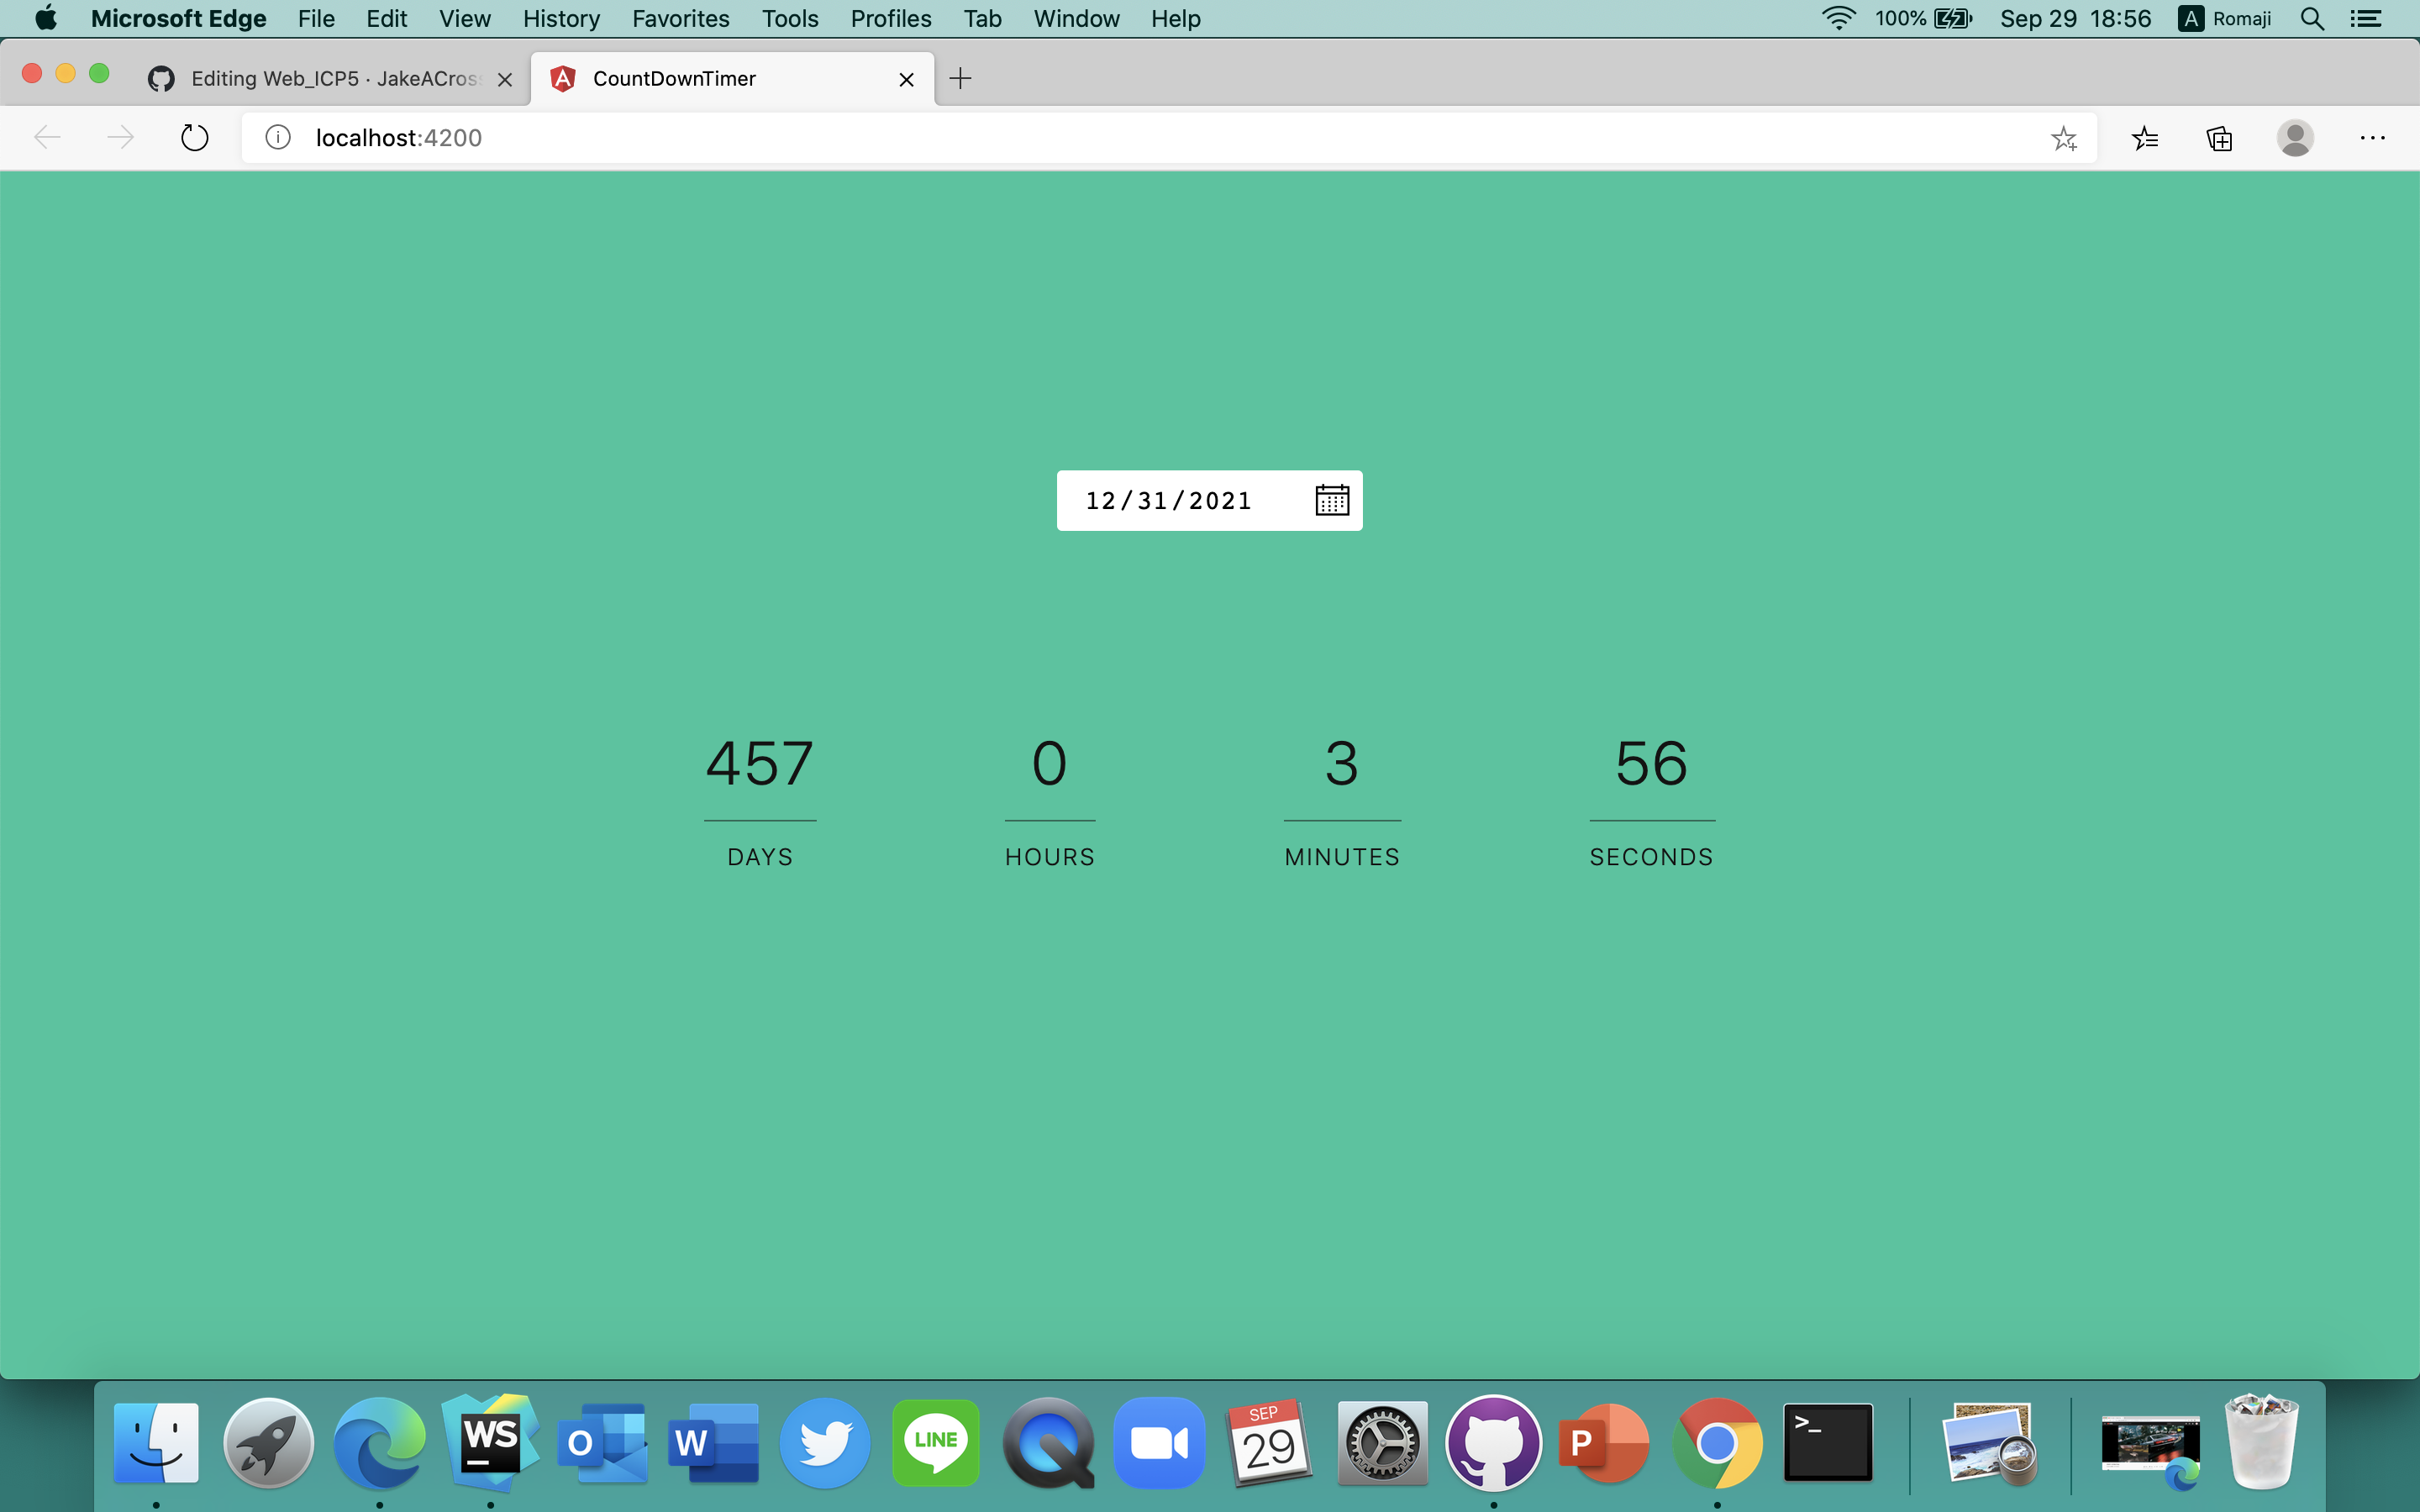 Microsoft Edge File Edit View History Favorites Tools Profiles Tab Window Help 100% Sep 29 18:56 A Romaji
Editing Web_ICP5 · JakeACros CountDownTimer
localhost:4200
12/31/2021
457 0 3 56
DAYS HOURS MINUTES SECONDS
WS O W LINE SEP 29 P >_